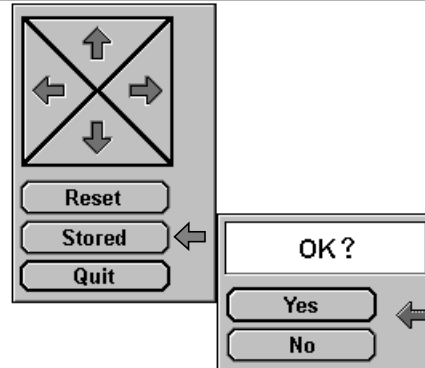 Reset
Stored
Quit
OK?
Yes
No